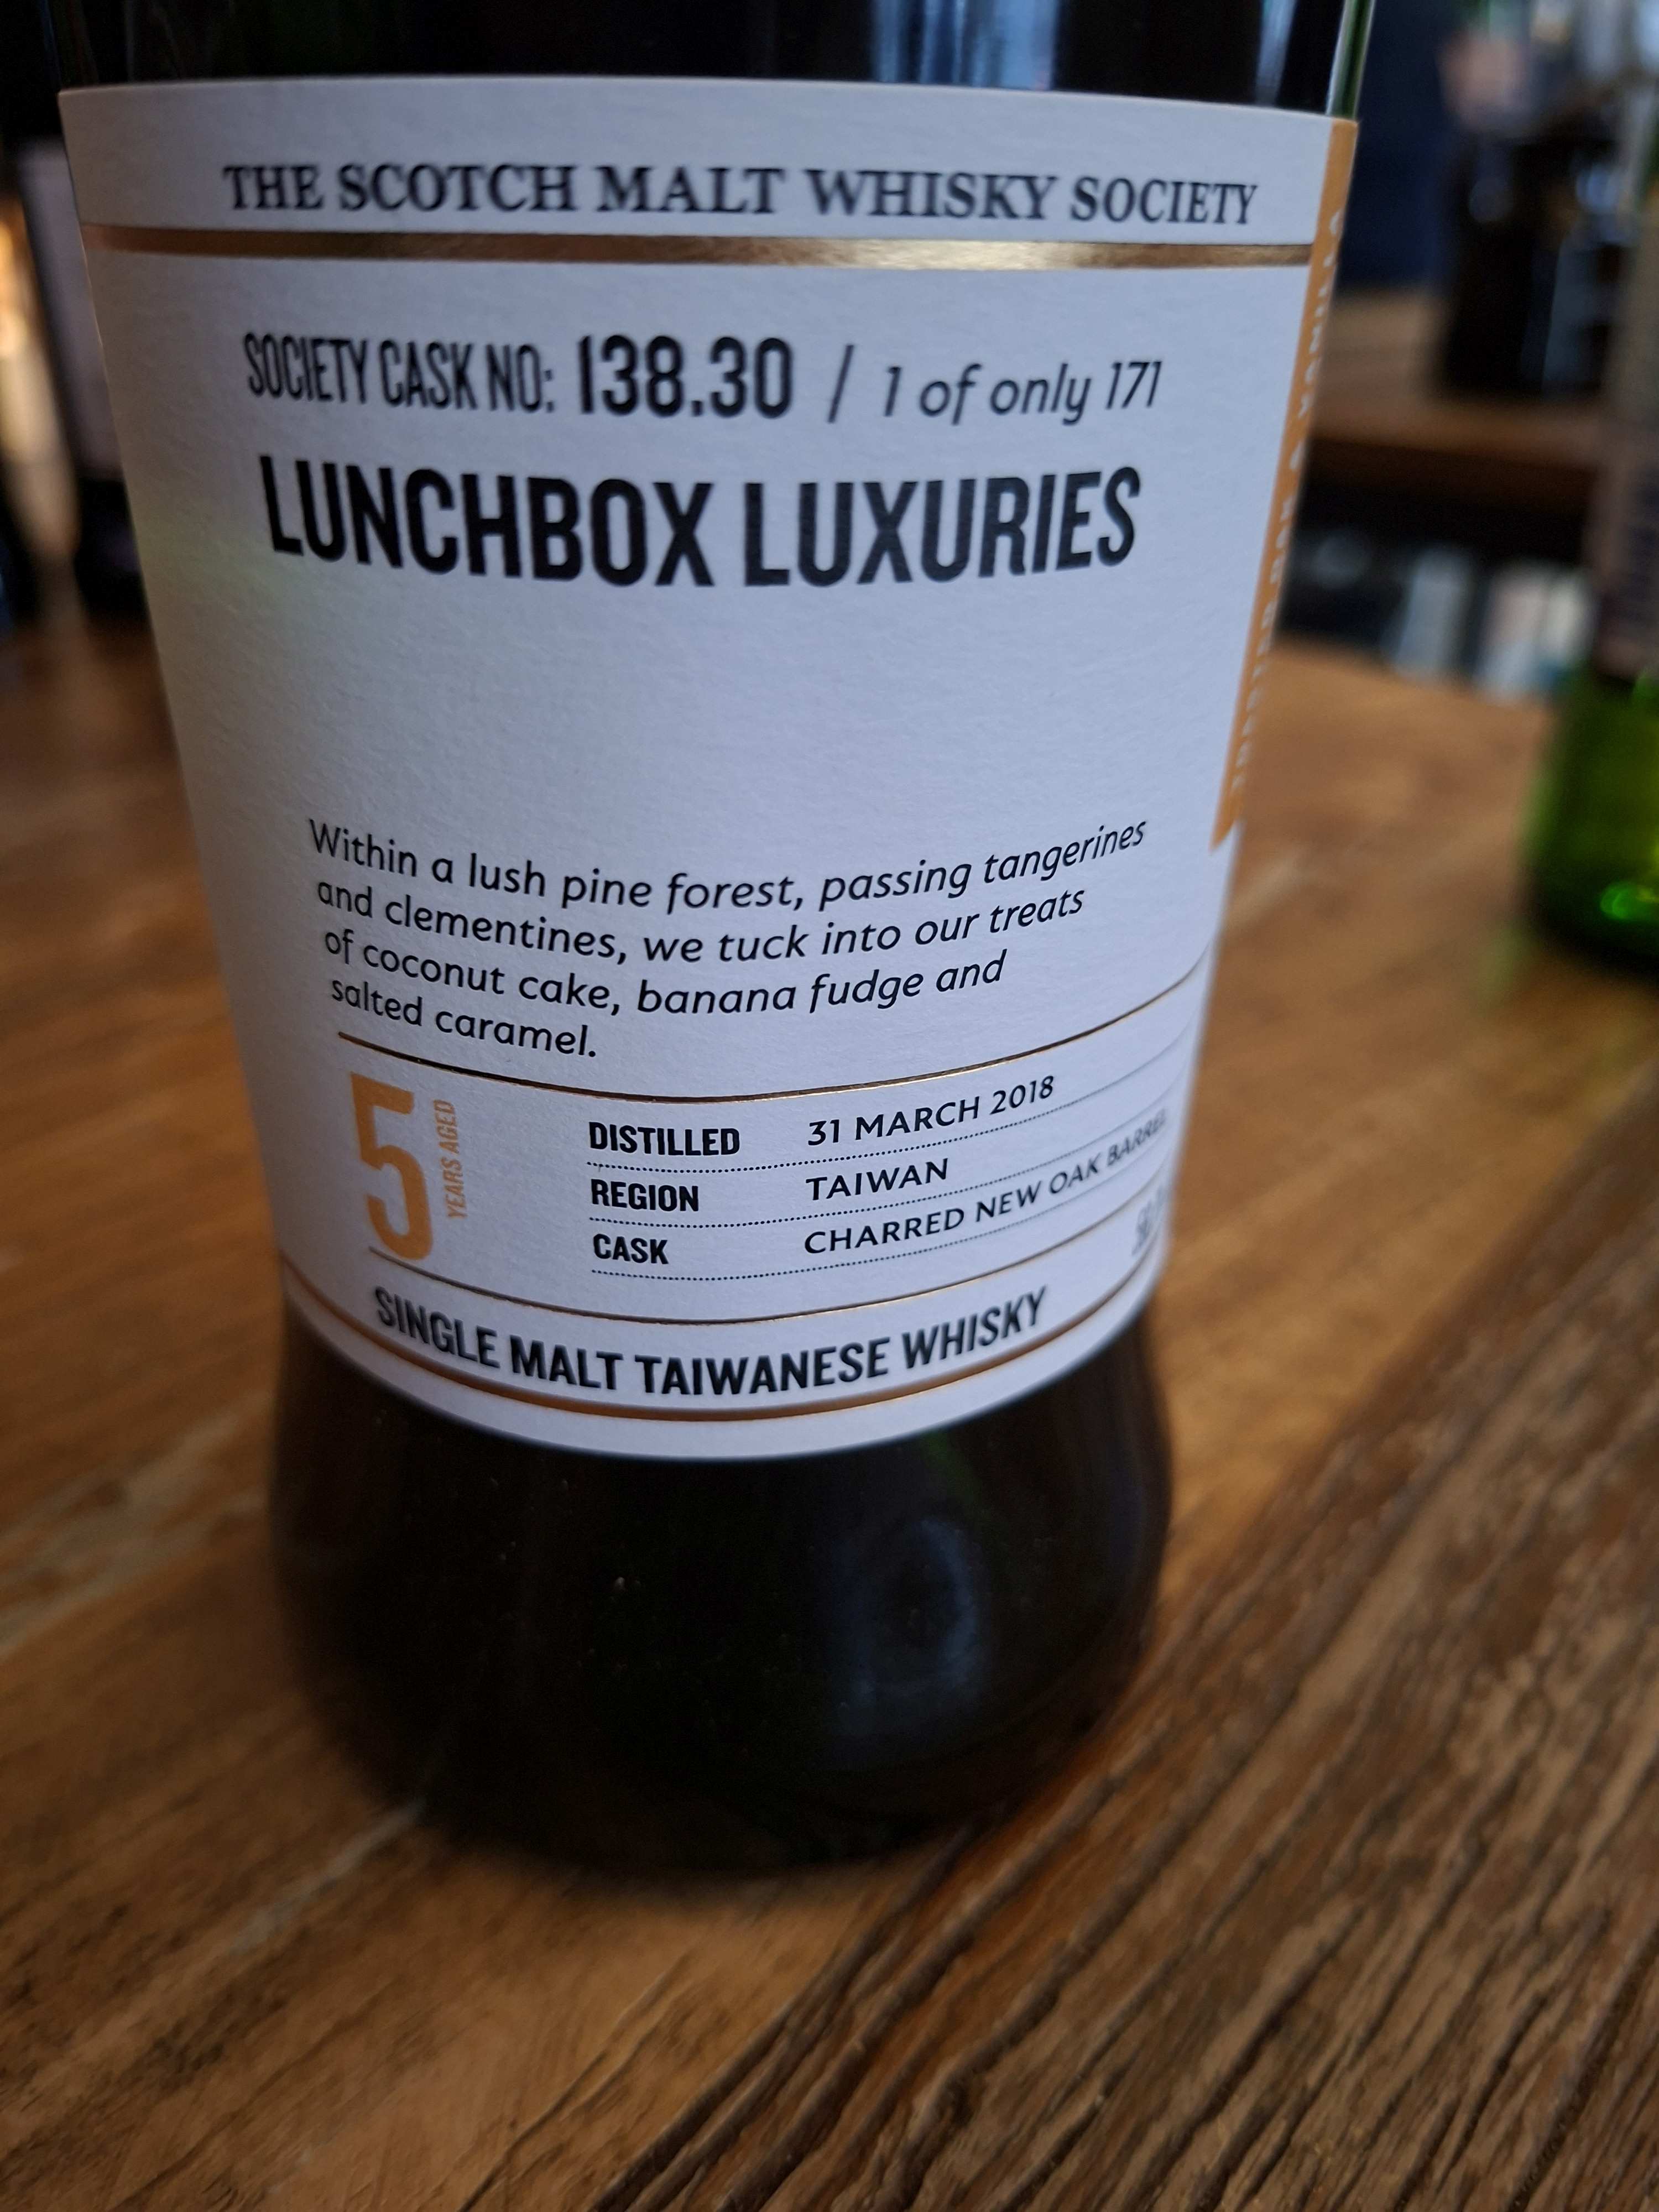 THE SCOTCH MALT WHISKY SOCIETY
SOCIETY CASK NO: 138.30 / 1 of only 171
LUNCHBOX LUXURIES
Within a lush pine forest, passing tangerines
and clementines, we tuck into our treats
of coconut cake, banana fudge and
salted caramel.
5 YEARS AGED
DISTILLED 31 MARCH 2018
REGION TAIWAN
CASK CHARRED NEW OAK BARREL
SINGLE MALT TAIWANESE WHISKY